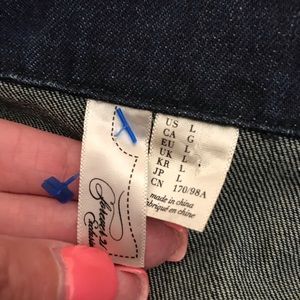 US L
CA G
EU L
UK L
KR L
JP L
CN 170/98A
made in china
fabriqué en chine